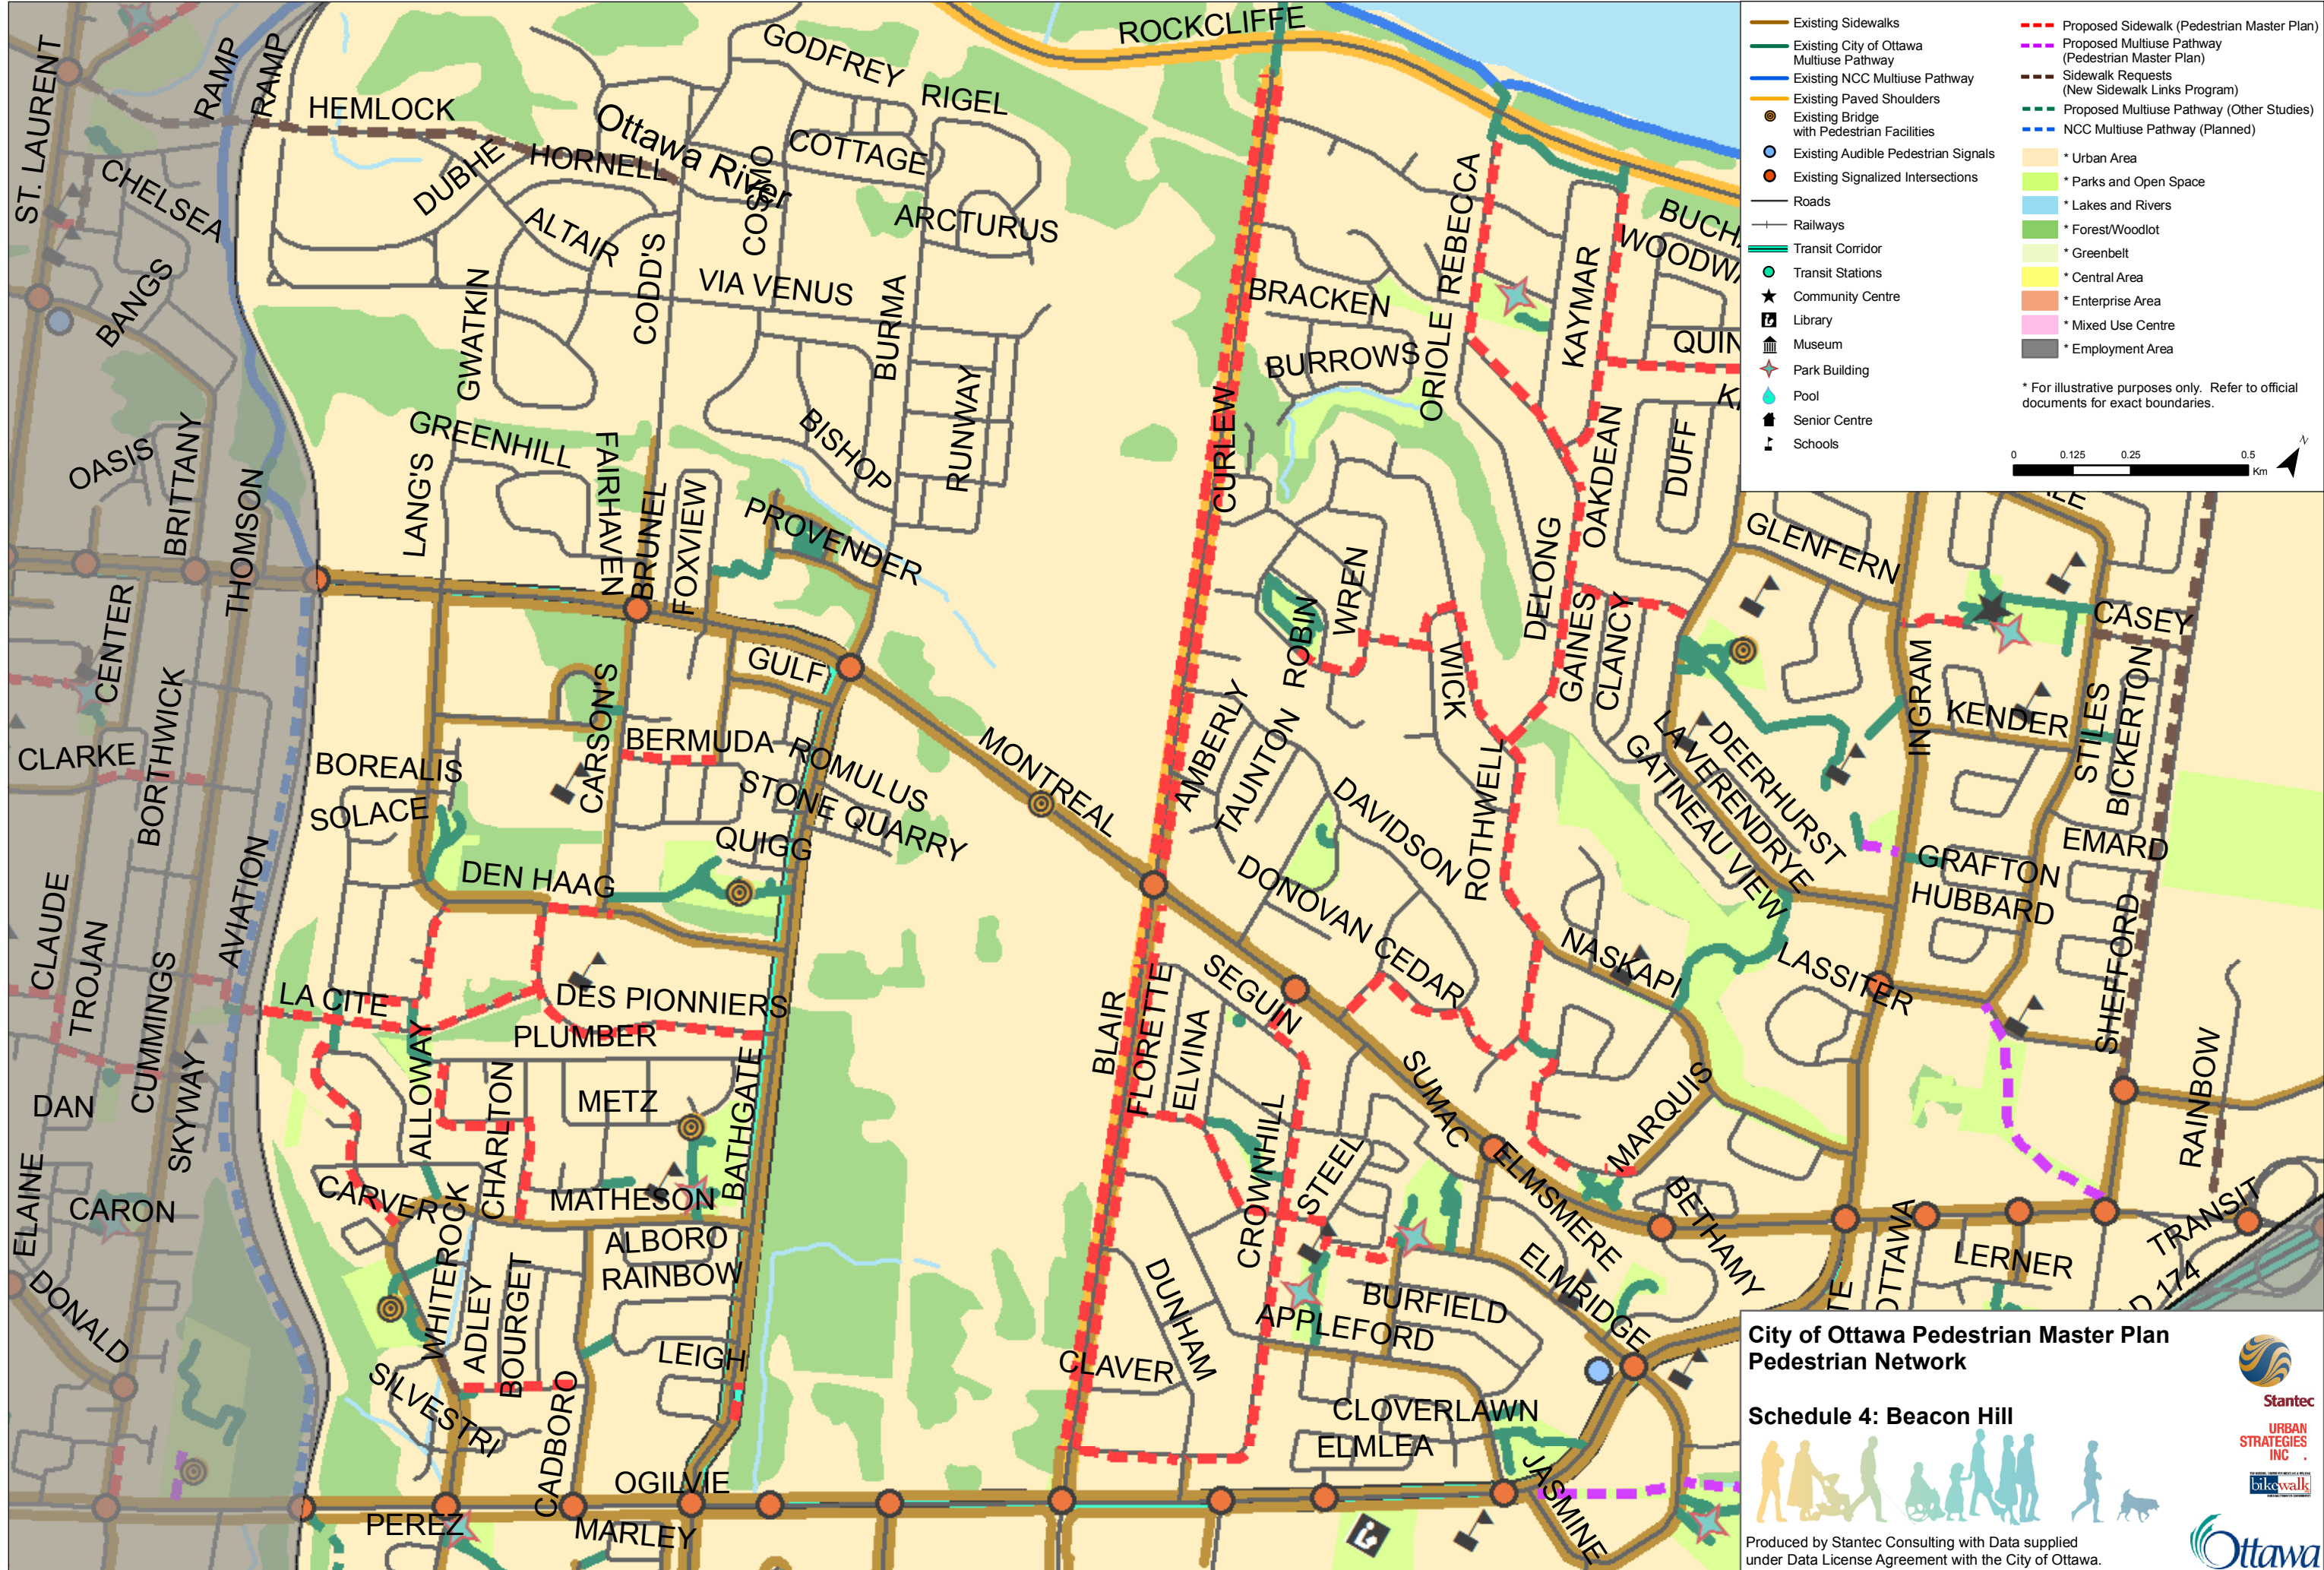 ROCKCLIFFE
GODFREY
RIGEL
RAMP
RAMP
ST. LAURENT
HEMLOCK
Ottawa River
COTTAGE
COSMO
HORNELL
DUBHE
CHELSEA
ALTAIR
ARCTURUS
CODD'S
VIA VENUS
BURMA
GWATKIN
BANGS
BRACKEN
BURROWS
ORIOLE
REBECCA
KAYMAR
BUCH
WOODWA
QUIN
K
RUNWAY
BISHOP
GREENHILL
FAIRHAVEN
LANG'S
OASIS
BRITTANY
THOMSON
BRUNEL
FOXVIEW
PROVENDER
CURLEW
OAKDEAN
DUFF
DELONG
GLENFERN
LE
CASEY
CENTER
BORTHWICK
CLARKE
GULF
CARSON'S
BERMUDA
ROMULUS
STONE QUARRY
QUIGG
BOREALIS
SOLACE
DEN HAAG
MONTREAL
ROBIN
WREN
WICK
GAINES
CLANCY
AMBERLY
TAUNTON
DAVIDSON
DONOVAN
CEDAR
ROTHWELL
LAVERENDRYE
DEERHURST
GATINEAU VIEW
INGRAM
KENDER
STILES
BICKERTON
EMARD
GRAFTON
HUBBARD
SHEFFORD
NASKAPI
LASSITER
CLAUDE
TROJAN
AVIATION
CUMMINGS
SKYWAY
LA CITE
DES PIONNIERS
PLUMBER
ALLOWAY
CHARLTON
METZ
BATHGATE
MATHESON
CARVER
WHITEROCK
ALBORO
RAINBOW
ADLEY
BOURGET
CADBORO
LEIGH
SILVESTRI
DAN
ELAINE
CARON
DONALD
BLAIR
FLORETTE
ELVINA
SEGUIN
SUMAC
MARQUIS
CROWNHILL
STEEL
ELMSMERE
ELMRIDGE
BETHAMY
BURFIELD
APPLEFORD
DUNHAM
CLAVER
CLOVERLAWN
ELMLEA
JASMINE
OGILVIE
PEREZ
MARLEY
RAINBOW
TRANSIT
LERNER
OTTAWA
TE
D 174
Existing Sidewalks
Existing City of Ottawa
Multiuse Pathway
Existing NCC Multiuse Pathway
Existing Paved Shoulders
Existing Bridge
with Pedestrian Facilities
Existing Audible Pedestrian Signals
Existing Signalized Intersections
Roads
Railways
Transit Corridor
Transit Stations
Community Centre
Library
Museum
Park Building
Pool
Senior Centre
Schools
Proposed Sidewalk (Pedestrian Master Plan)
Proposed Multiuse Pathway
(Pedestrian Master Plan)
Sidewalk Requests
(New Sidewalk Links Program)
Proposed Multiuse Pathway (Other Studies)
NCC Multiuse Pathway (Planned)
* Urban Area
* Parks and Open Space
* Lakes and Rivers
* Forest/Woodlot
* Greenbelt
* Central Area
* Enterprise Area
* Mixed Use Centre
* Employment Area
* For illustrative purposes only. Refer to official
documents for exact boundaries.
0 0.125 0.25 0.5
Km
N
City of Ottawa Pedestrian Master Plan
Pedestrian Network
Schedule 4: Beacon Hill
Stantec
URBAN
STRATEGIES
INC .
bikewalk
Produced by Stantec Consulting with Data supplied
under Data License Agreement with the City of Ottawa.
Ottawa